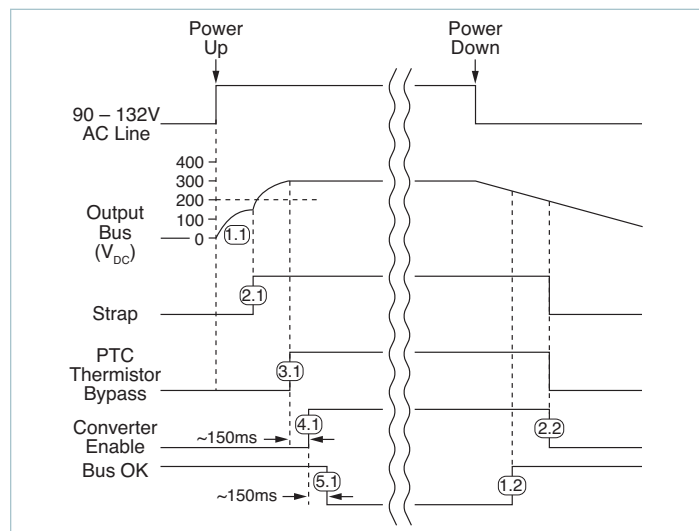 Power
Up
Power
Down
90 – 132V
AC Line
400
300
200
100
0
Output
Bus
(VDC)
1.1
Strap
2.1
PTC
Thermistor
Bypass
3.1
Converter
Enable
~150ms
4.1
2.2
Bus OK
~150ms
5.1
1.2